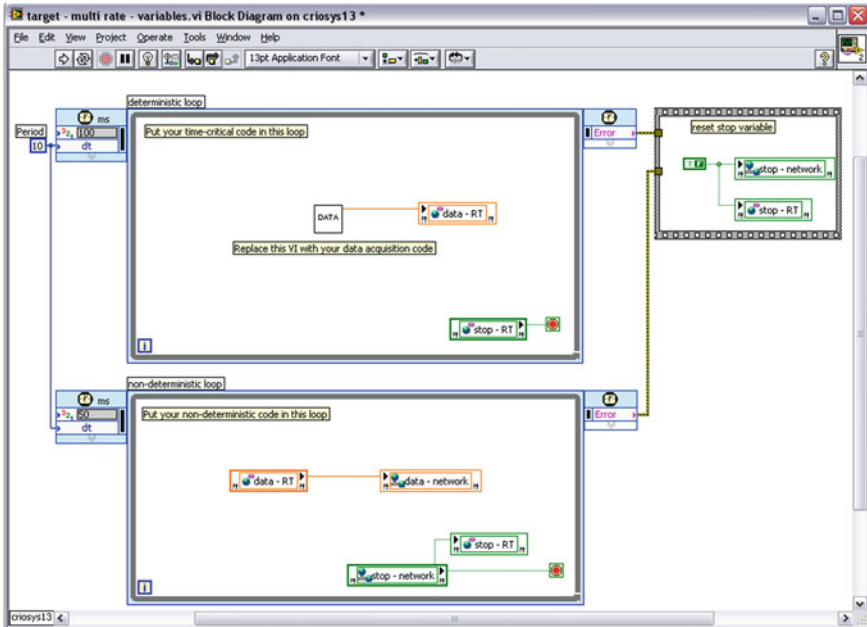 target - multi rate - variables.vi Block Diagram on criosys13 *
File Edit View Project Operate Tools Window Help
13pt Application Font
2
deterministic loop
ms
100
dt
Period
10
Put your time-critical code in this loop
DATA
data - RT
Replace this VI with your data acquisition code
stop - RT
i
Error
reset stop variable
T F
stop - network
stop - RT
non-deterministic loop
ms
50
dt
Put your non-deterministic code in this loop
data - RT
data - network
stop - RT
stop - network
i
Error
criosys13